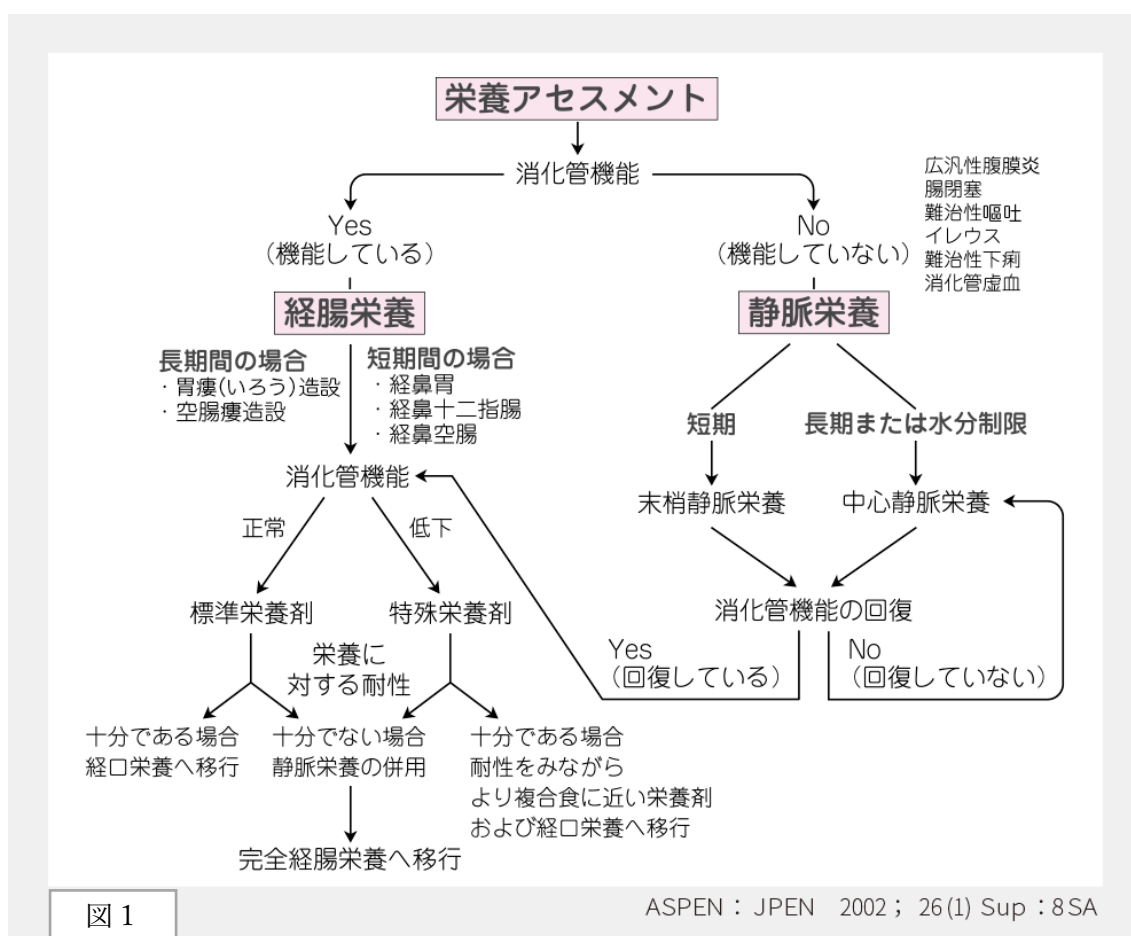 栄養アセスメント
消化管機能
Yes
（機能している）
No
（機能していない）
広汎性腹膜炎
腸閉塞
難治性嘔吐
イレウス
難治性下痢
消化管虚血
経腸栄養
静脈栄養
長期間の場合
・胃瘻(いろう)造設
・空腸瘻造設
短期間の場合
・経鼻胃
・経鼻十二指腸
・経鼻空腸
短期
長期または水分制限
消化管機能
末梢静脈栄養
中心静脈栄養
正常
低下
標準栄養剤
特殊栄養剤
消化管機能の回復
栄養に
対する耐性
Yes
（回復している）
No
（回復していない）
十分である場合
経口栄養へ移行
十分でない場合
静脈栄養の併用
十分である場合
耐性をみながら
より複合食に近い栄養剤
および経口栄養へ移行
完全経腸栄養へ移行
図1
ASPEN：JPEN 2002；26(1) Sup：8SA